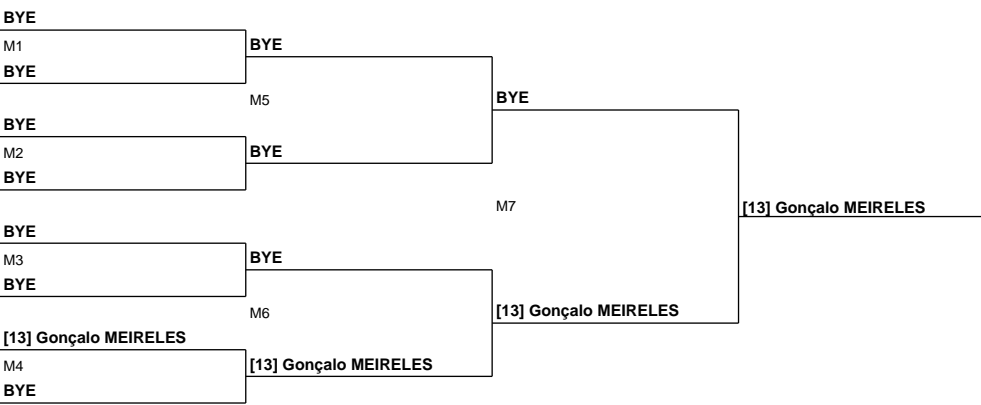 BYE
M1
BYE
BYE
M5
BYE
BYE
M2
BYE
BYE
M7
[13] Gonçalo MEIRELES
BYE
M3
BYE
BYE
M6
[13] Gonçalo MEIRELES
[13] Gonçalo MEIRELES
M4
[13] Gonçalo MEIRELES
BYE